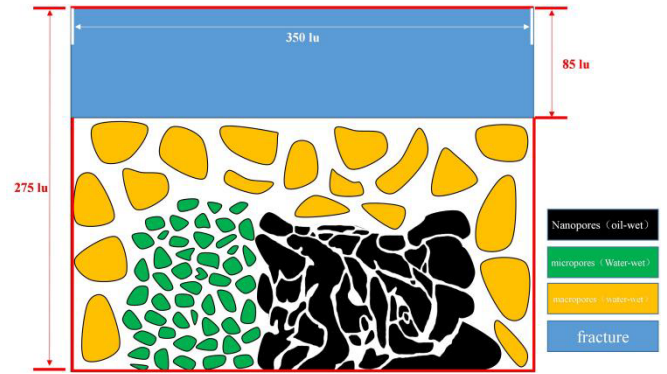 350 lu
85 lu
275 lu
Nanopores (oil-wet)
micropores（Water-wet）
macropores（water-wet）
fracture